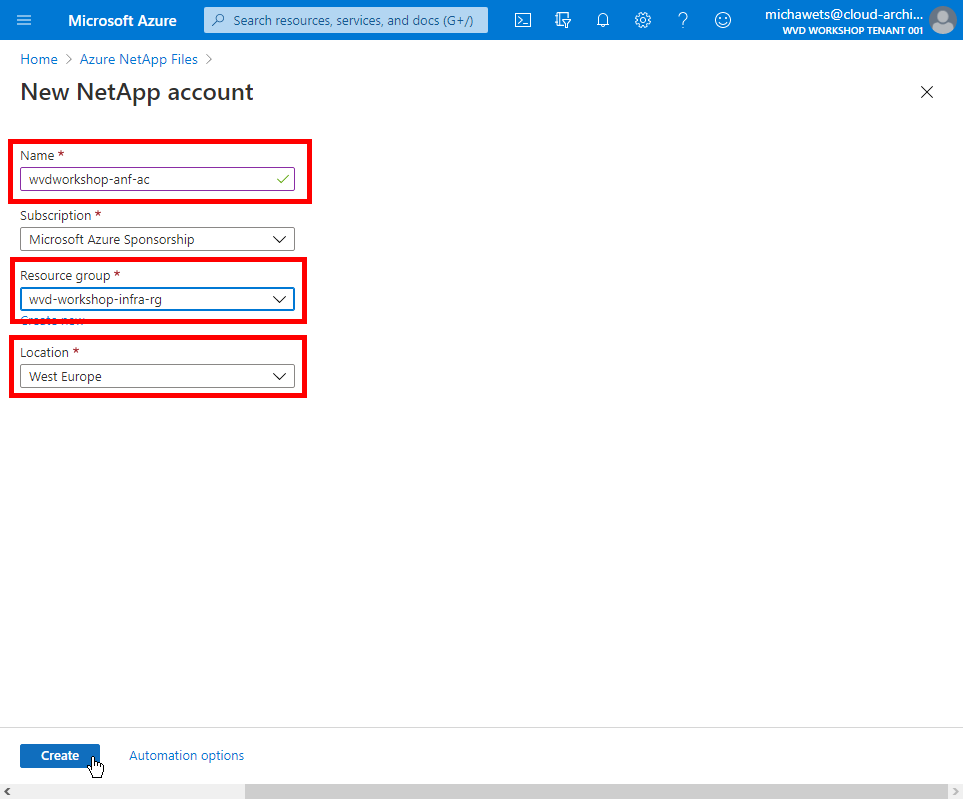 Microsoft Azure
Search resources, services, and docs (G+/)
michawets@cloud-archi...
WVD WORKSHOP TENANT 001
Home > Azure NetApp Files >
New NetApp account
Name *
wvdworkshop-anf-ac
Subscription *
Microsoft Azure Sponsorship
Resource group *
wvd-workshop-infra-rg
Create new
Location *
West Europe
Create
Automation options